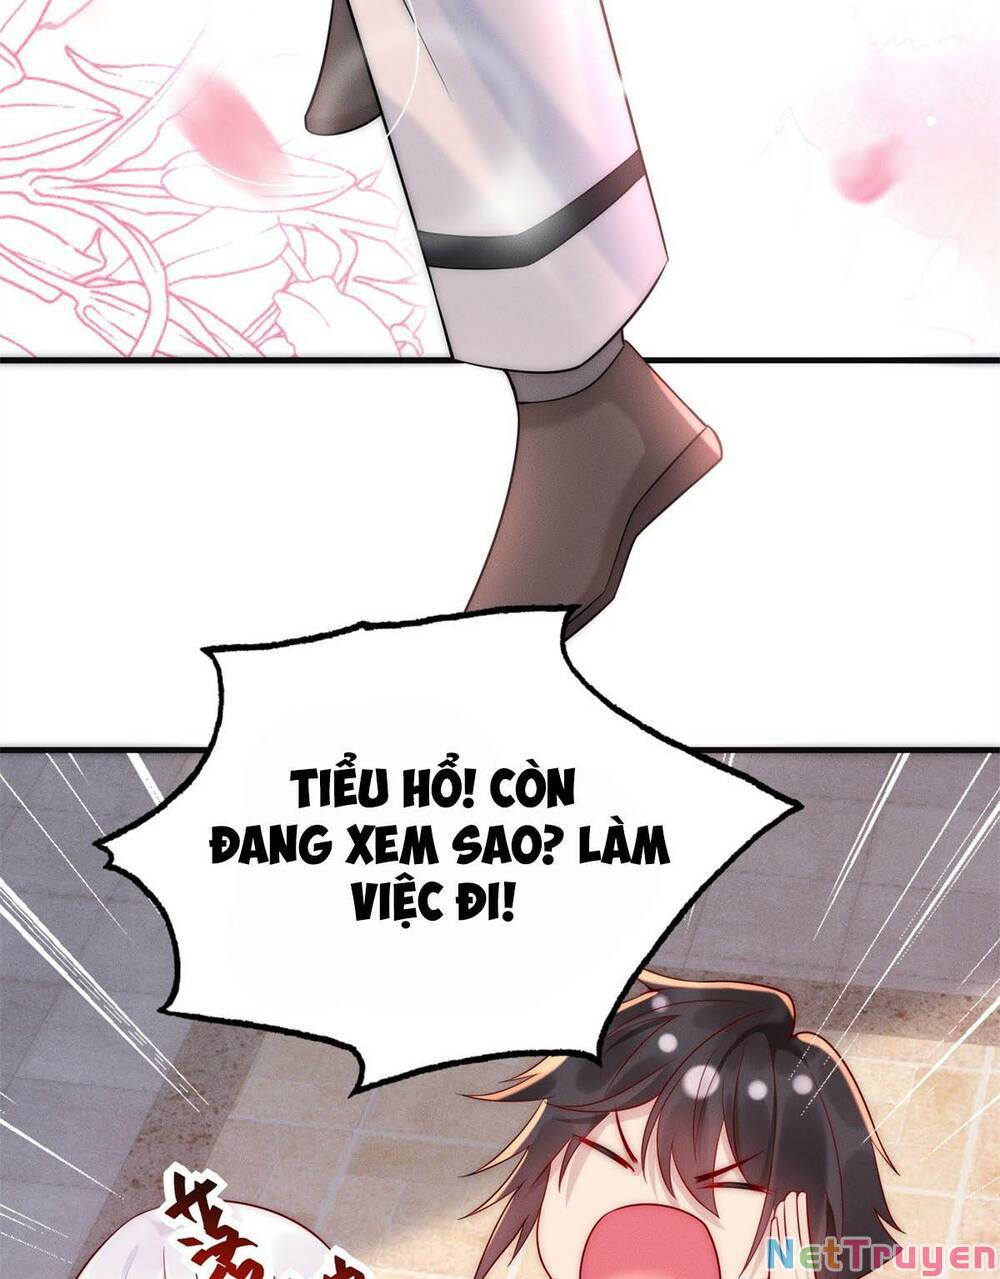 TIỂU HỔ! CÒN
ĐANG XEM SAO? LÀM
VIỆC ĐI!
NetTruyen